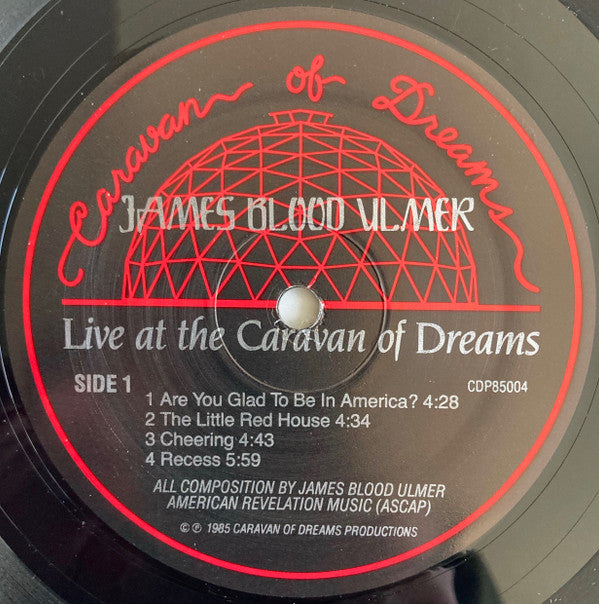 Caravan of Dreams
JAMES BLOOD ULMER
Live at the Caravan of Dreams
SIDE 1
CDP85004
1 Are You Glad To Be In America? 4:28
2 The Little Red House 4:34
3 Cheering 4:43
4 Recess 5:59
ALL COMPOSITION BY JAMES BLOOD ULMER
AMERICAN REVELATION MUSIC (ASCAP)
© ℗ 1985 CARAVAN OF DREAMS PRODUCTIONS